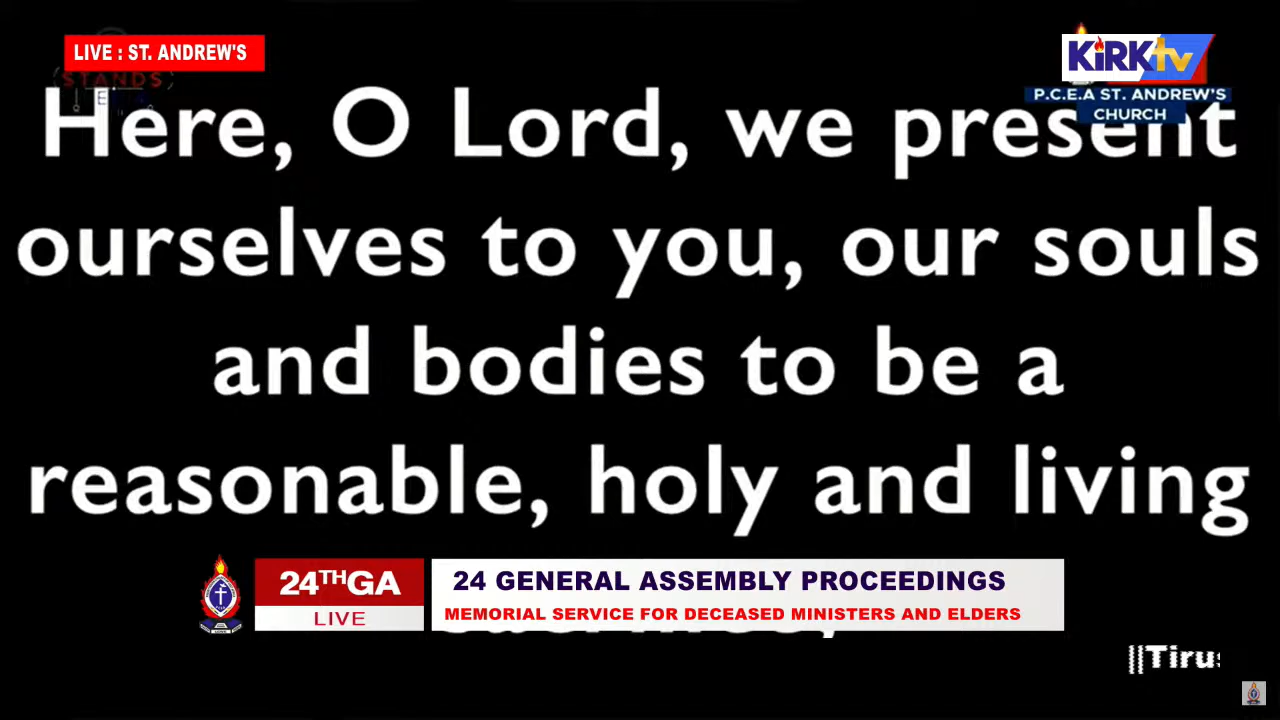 LIVE : ST. ANDREW'S
KiRKtv
STANDS
P.C.E.A ST. ANDREW'S
CHURCH
Here, O Lord, we present
ourselves to you, our souls
and bodies to be a
reasonable, holy and living
24THGA
LIVE
24 GENERAL ASSEMBLY PROCEEDINGS
MEMORIAL SERVICE FOR DECEASED MINISTERS AND ELDERS